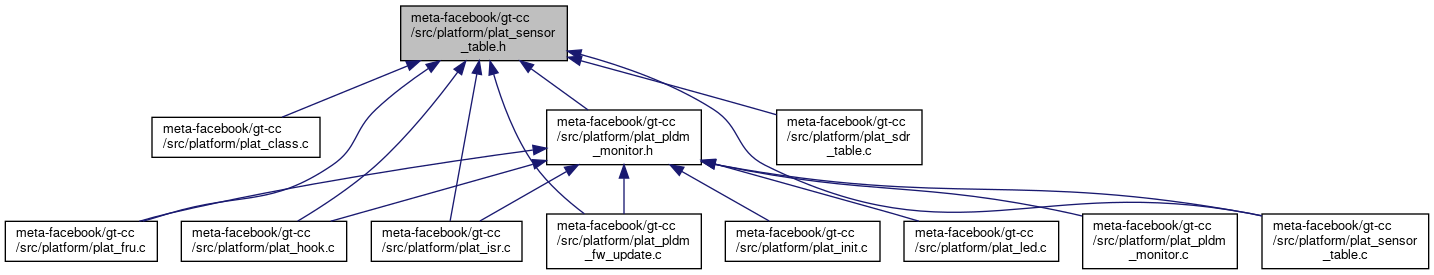 meta-facebook/gt-cc
/src/platform/plat_sensor
_table.h
meta-facebook/gt-cc
/src/platform/plat_class.c
meta-facebook/gt-cc
/src/platform/plat_pldm
_monitor.h
meta-facebook/gt-cc
/src/platform/plat_sdr
_table.c
meta-facebook/gt-cc
/src/platform/plat_fru.c
meta-facebook/gt-cc
/src/platform/plat_hook.c
meta-facebook/gt-cc
/src/platform/plat_isr.c
meta-facebook/gt-cc
/src/platform/plat_pldm
_fw_update.c
meta-facebook/gt-cc
/src/platform/plat_init.c
meta-facebook/gt-cc
/src/platform/plat_led.c
meta-facebook/gt-cc
/src/platform/plat_pldm
_monitor.c
meta-facebook/gt-cc
/src/platform/plat_sensor
_table.c